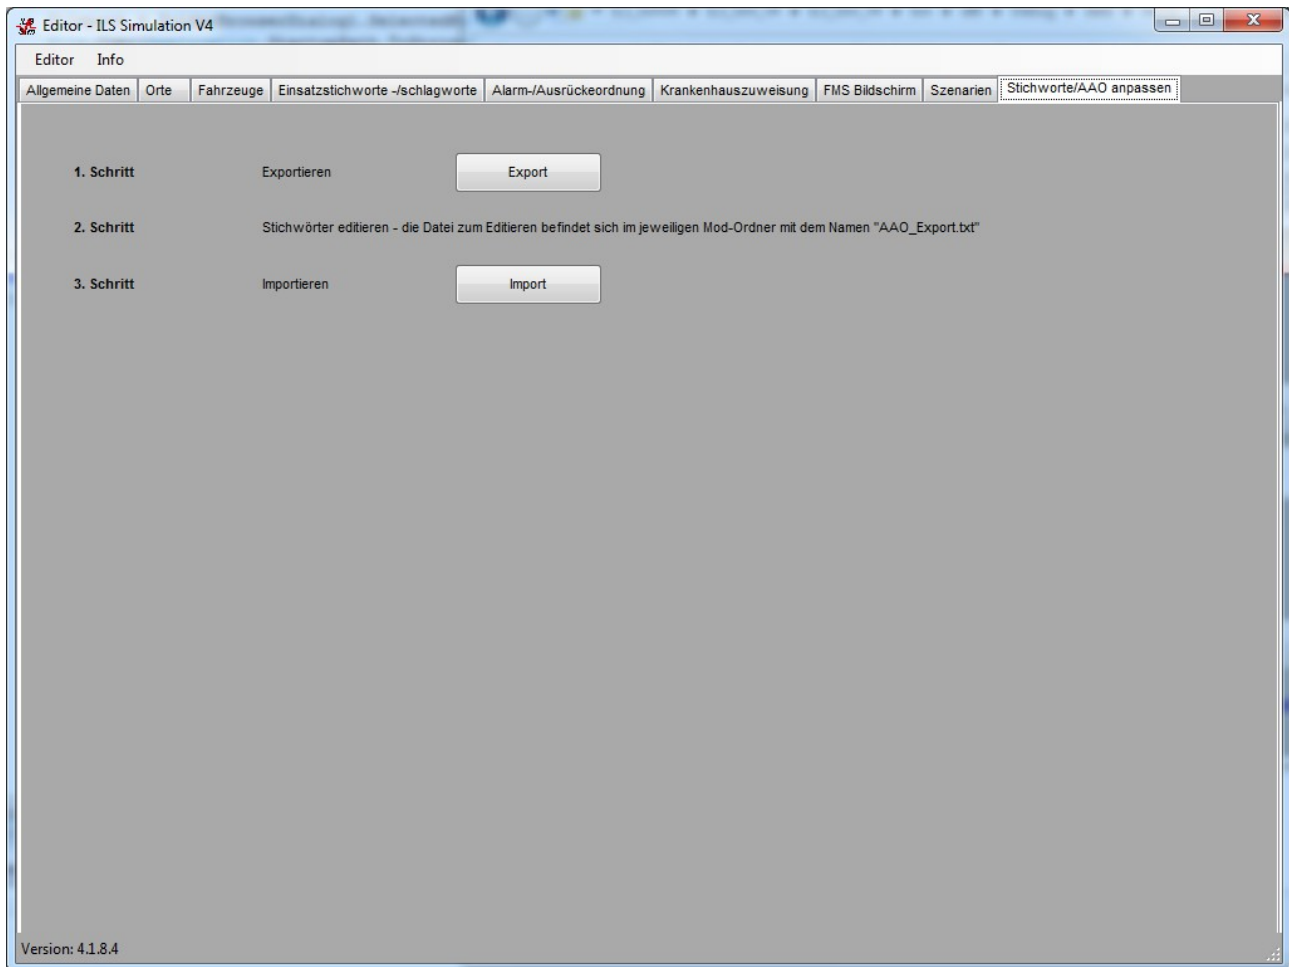 Editor - ILS Simulation V4
Editor Info
Allgemeine Daten Orte Fahrzeuge Einsatzstichworte -/schlagworte Alarm-/Ausrückeordnung Krankenhauszuweisung FMS Bildschirm Szenarien Stichworte/AAO anpassen
1. Schritt Exportieren Export
2. Schritt Stichwörter editieren - die Datei zum Editieren befindet sich im jeweiligen Mod-Ordner mit dem Namen "AAO_Export.txt"
3. Schritt Importieren Import
Version: 4.1.8.4